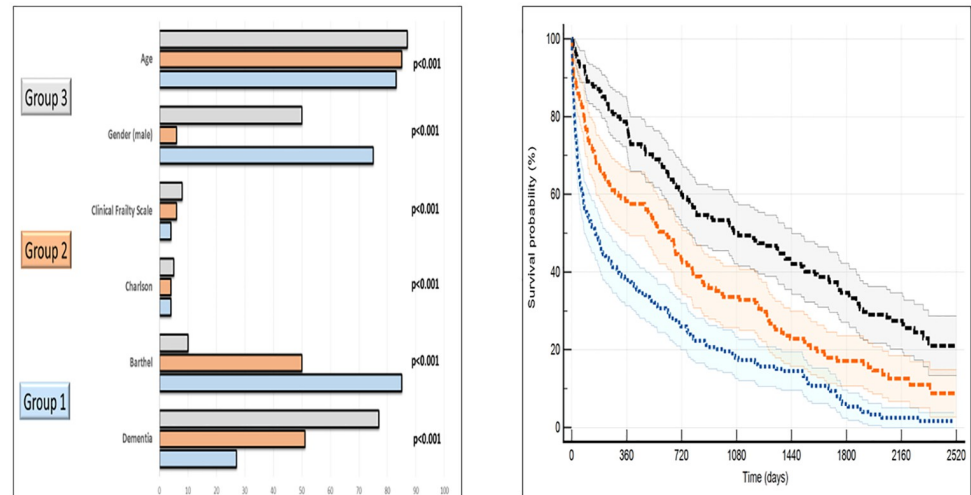 Group 3
Group 2
Group 1
Age
Gender (male)
Clinical Frailty Scale
Charlson
Barthel
Dementia
p<0.001
p<0.001
p<0.001
p<0.001
p<0.001
p<0.001
0 10 20 30 40 50 60 70 80 90 100
Survival probability (%)
100
80
60
40
20
0
0 360 720 1080 1440 1800 2160 2520
Time (days)